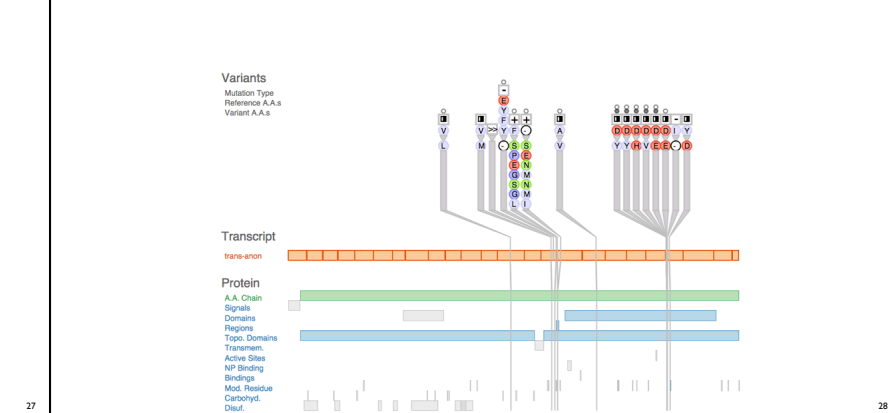 Variants
Mutation Type
Reference A.A.s
Variant A.A.s
-
E
Y
F + +
V V >> Y F - A D D D D D D I Y
L M - S S V Y Y H V E E - D
P E
E N
G N
S M
G M
L I
Transcript
trans-anon
Protein
A.A. Chain
Signals
Domains
Regions
Topo. Domains
Transmem.
Active Sites
NP Binding
Bindings
Mod. Residue
Carbohyd.
Disuf.
27
28